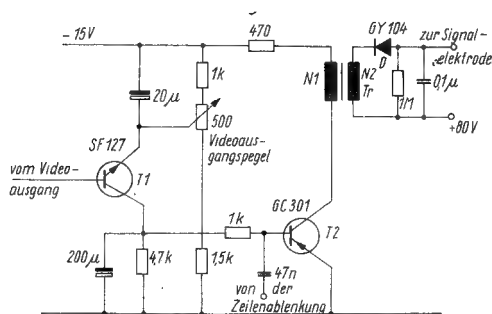 - 15V
470
GY 104
D
zur Signal-
elektrode
1k
20µ
500
Videoaus-
gangspegel
N1
N2
Tr
1M
0,1µ
+80V
SF 127
vom Video-
ausgang
T1
GC 301
T2
1k
200µ
4,7k
1,5k
47n
von der
Zeilenablenkung